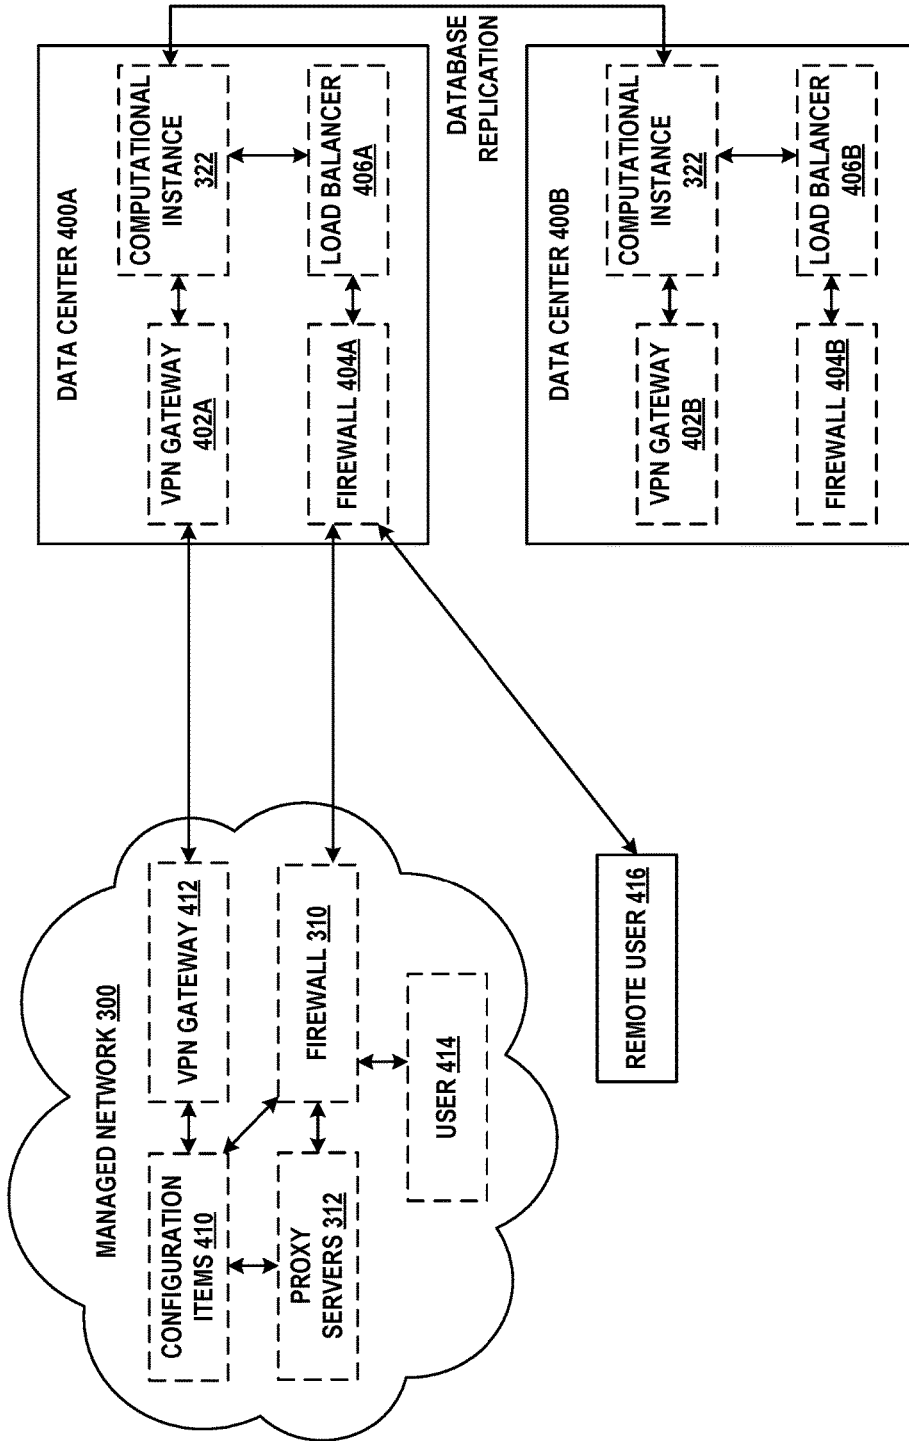 MANAGED NETWORK 300
CONFIGURATION
ITEMS 410
VPN GATEWAY 412
PROXY
SERVERS 312
FIREWALL 310
USER 414
REMOTE USER 416
DATA CENTER 400A
VPN GATEWAY
402A
COMPUTATIONAL
INSTANCE
322
FIREWALL 404A
LOAD BALANCER
406A
DATABASE
REPLICATION
DATA CENTER 400B
VPN GATEWAY
402B
COMPUTATIONAL
INSTANCE
322
FIREWALL 404B
LOAD BALANCER
406B